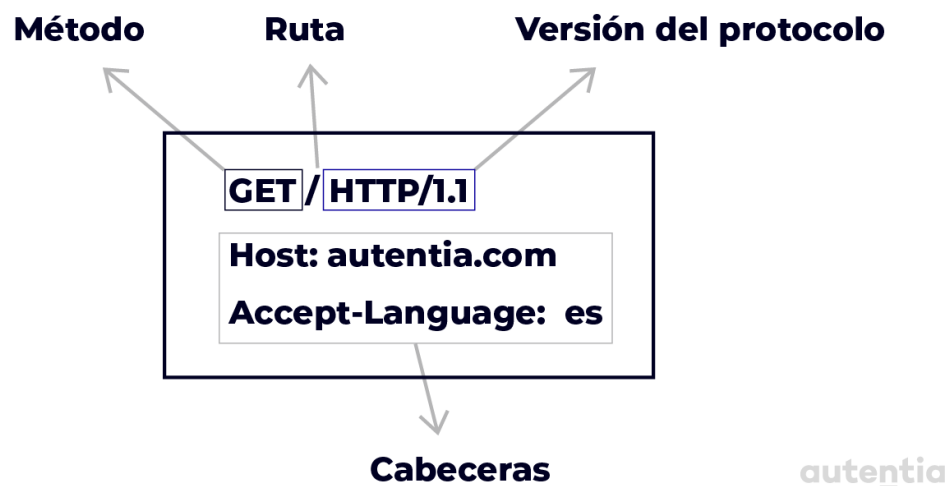 Método Ruta Versión del protocolo
GET / HTTP/1.1
Host: autentia.com
Accept-Language: es
Cabeceras
autentia